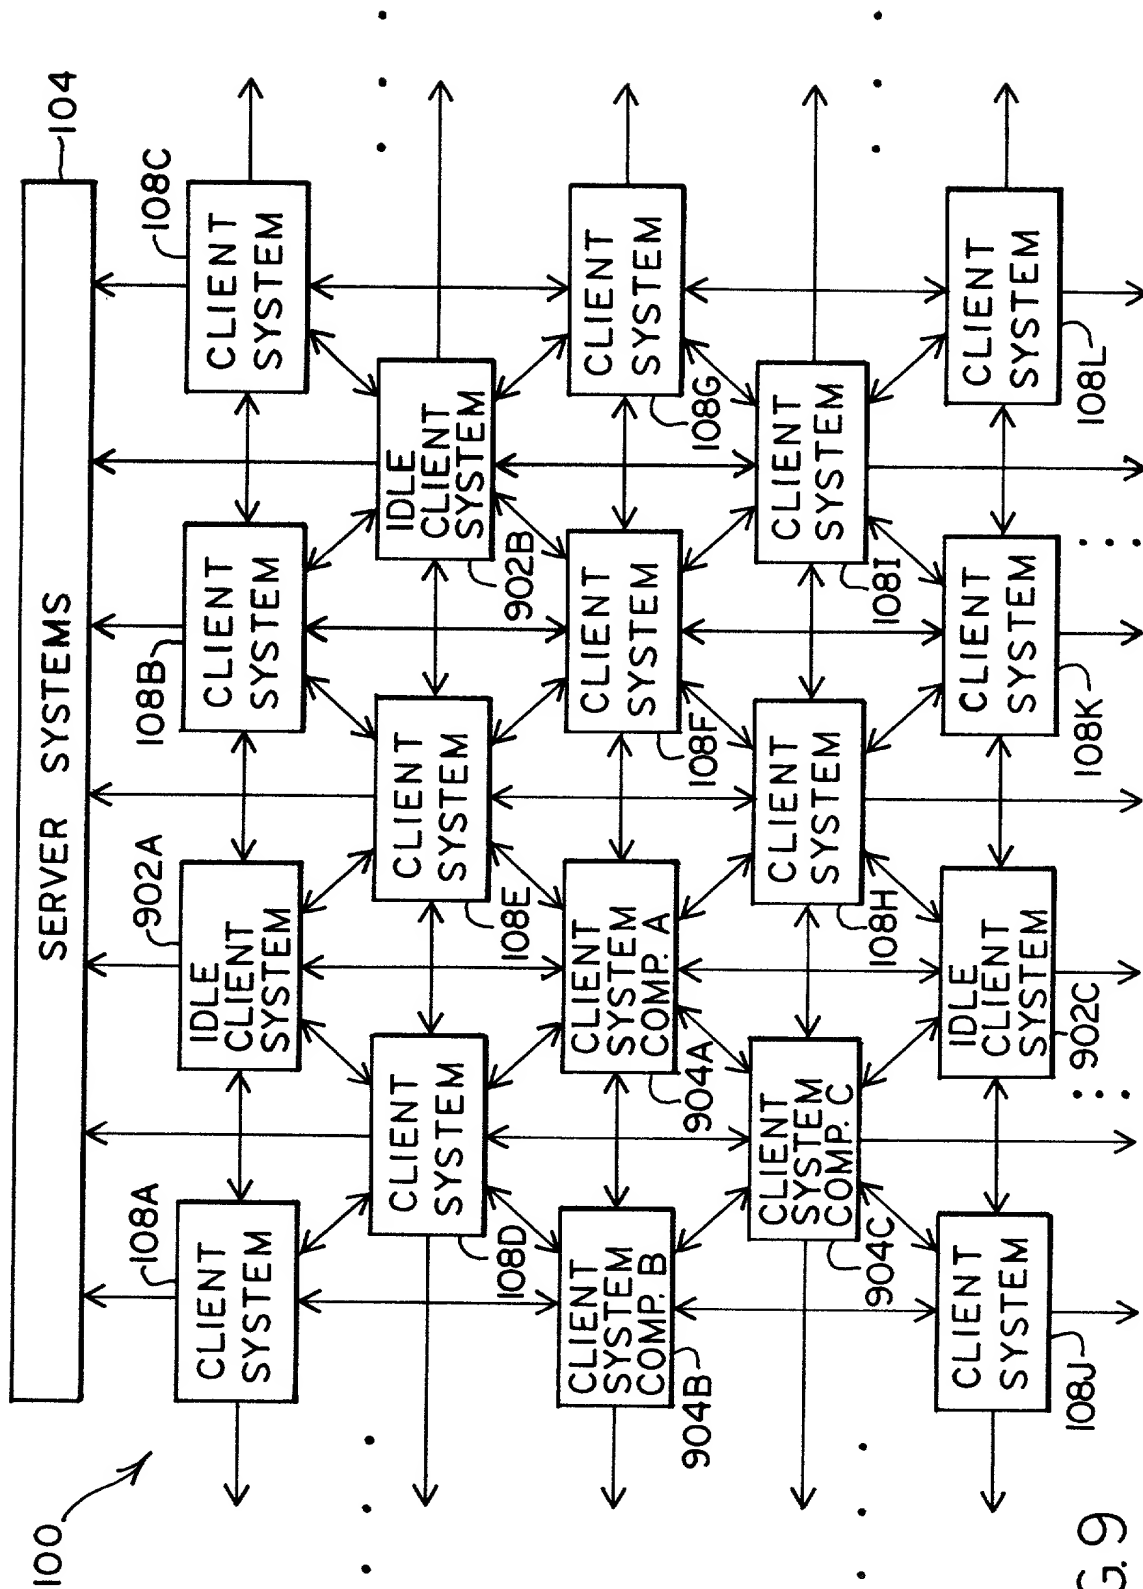 100
SERVER SYSTEMS
104
108A
902A
108B
108C
CLIENT
SYSTEM
IDLE
CLIENT
SYSTEM
CLIENT
SYSTEM
CLIENT
SYSTEM
CLIENT
SYSTEM
CLIENT
SYSTEM
IDLE
CLIENT
SYSTEM
108D
108E
902B
CLIENT
SYSTEM
COMP. B
CLIENT
SYSTEM
COMP. A
CLIENT
SYSTEM
CLIENT
SYSTEM
904B
904A
108F
108G
CLIENT
SYSTEM
COMP. C
CLIENT
SYSTEM
CLIENT
SYSTEM
904C
108H
108I
CLIENT
SYSTEM
IDLE
CLIENT
SYSTEM
CLIENT
SYSTEM
CLIENT
SYSTEM
108J
902C
108K
108L
G. 9